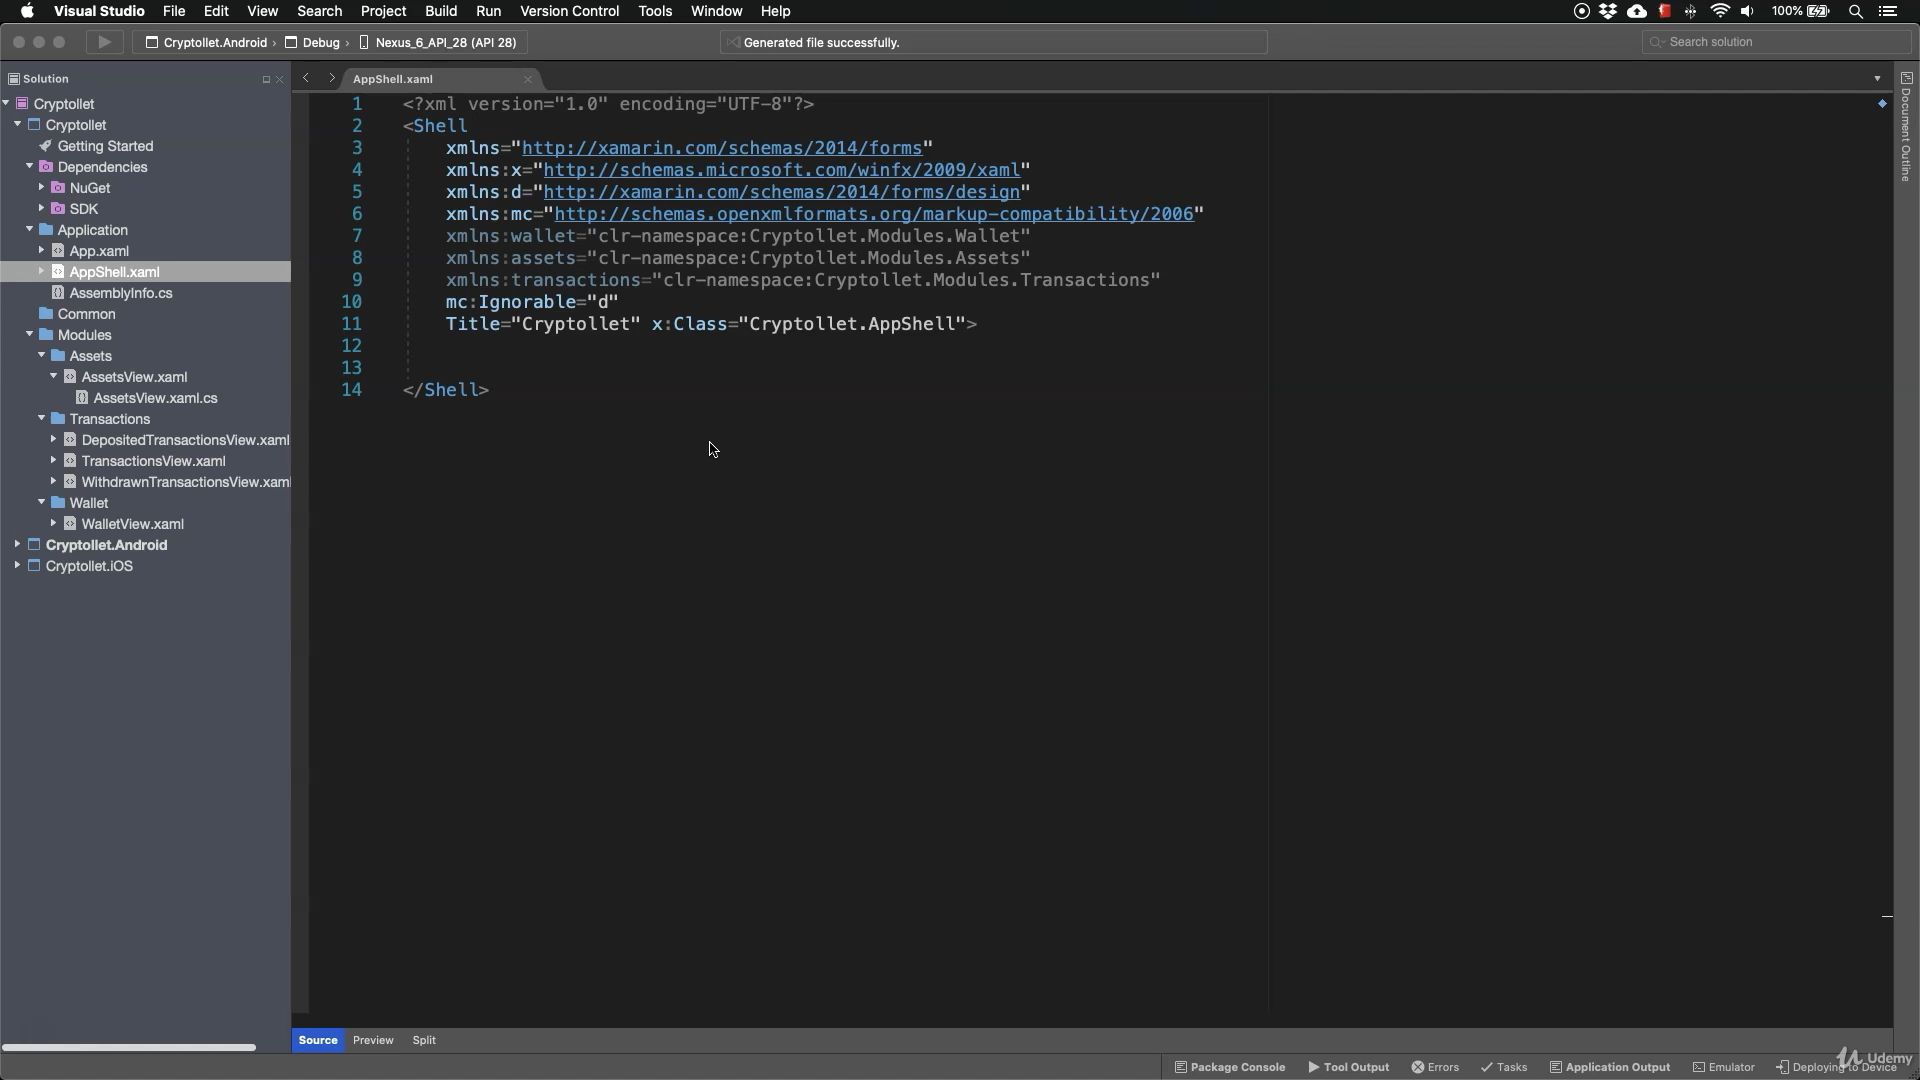 Visual Studio File Edit View Search Project Build Run Version Control Tools Window Help 100%
Cryptollet.Android › Debug › Nexus_6_API_28 (API 28) Generated file successfully. Search solution
Solution
AppShell.xaml
Cryptollet
Cryptollet
Getting Started
Dependencies
NuGet
SDK
Application
App.xaml
AppShell.xaml
AssemblyInfo.cs
Common
Modules
Assets
AssetsView.xaml
AssetsView.xaml.cs
Transactions
DepositedTransactionsView.xaml
TransactionsView.xaml
WithdrawnTransactionsView.xaml
Wallet
WalletView.xaml
Cryptollet.Android
Cryptollet.iOS
1 <?xml version="1.0" encoding="UTF-8"?>
2 <Shell
3 xmlns="http://xamarin.com/schemas/2014/forms"
4 xmlns:x="http://schemas.microsoft.com/winfx/2009/xaml"
5 xmlns:d="http://xamarin.com/schemas/2014/forms/design"
6 xmlns:mc="http://schemas.openxmlformats.org/markup-compatibility/2006"
7 xmlns:wallet="clr-namespace:Cryptollet.Modules.Wallet"
8 xmlns:assets="clr-namespace:Cryptollet.Modules.Assets"
9 xmlns:transactions="clr-namespace:Cryptollet.Modules.Transactions"
10 mc:Ignorable="d"
11 Title="Cryptollet" x:Class="Cryptollet.AppShell">
12
13
14 </Shell>
Document Outline
Source Preview Split
Package Console Tool Output Errors Tasks Application Output Emulator Deploying to Device
Udemy